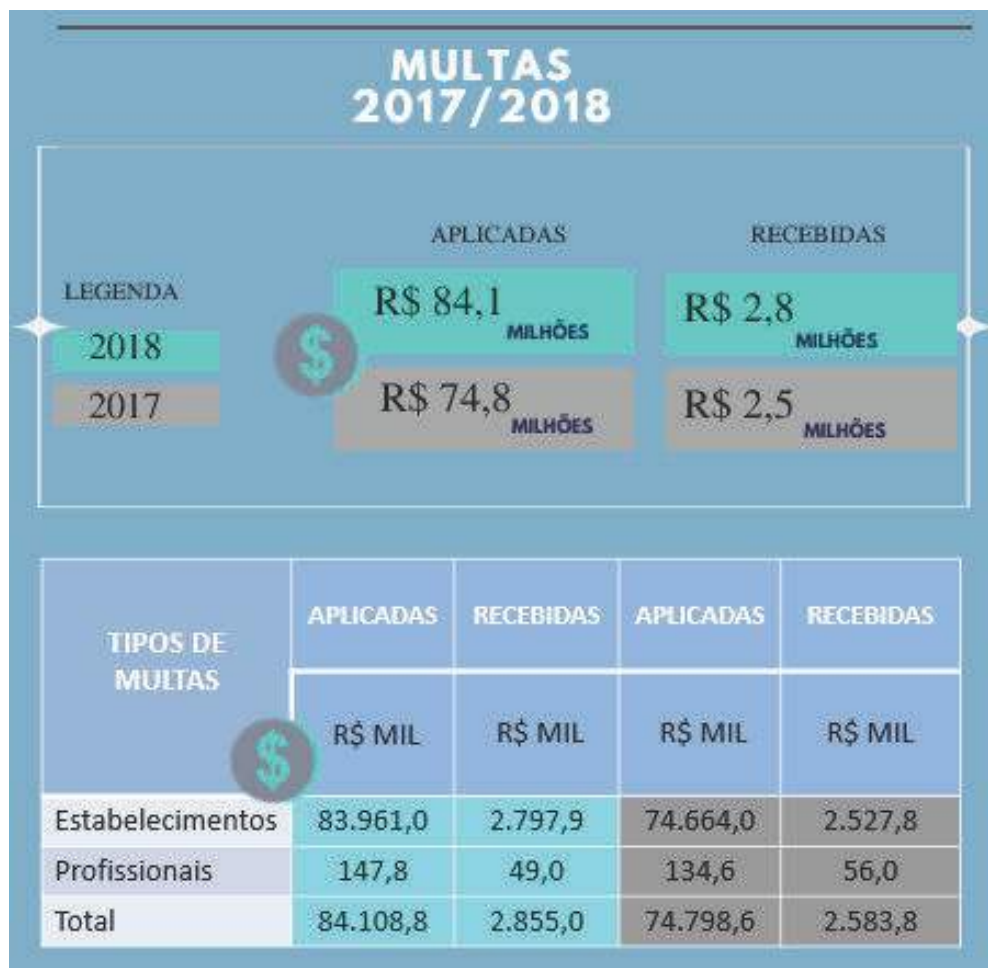 MULTAS
2017/2018
APLICADAS RECEBIDAS
LEGENDA
2018
2017
$
R$ 84,1 MILHÕES R$ 2,8 MILHÕES
R$ 74,8 MILHÕES R$ 2,5 MILHÕES
TIPOS DE
MULTAS
$
APLICADAS RECEBIDAS APLICADAS RECEBIDAS
R$ MIL R$ MIL R$ MIL R$ MIL
Estabelecimentos 83.961,0 2.797,9 74.664,0 2.527,8
Profissionais 147,8 49,0 134,6 56,0
Total 84.108,8 2.855,0 74.798,6 2.583,8